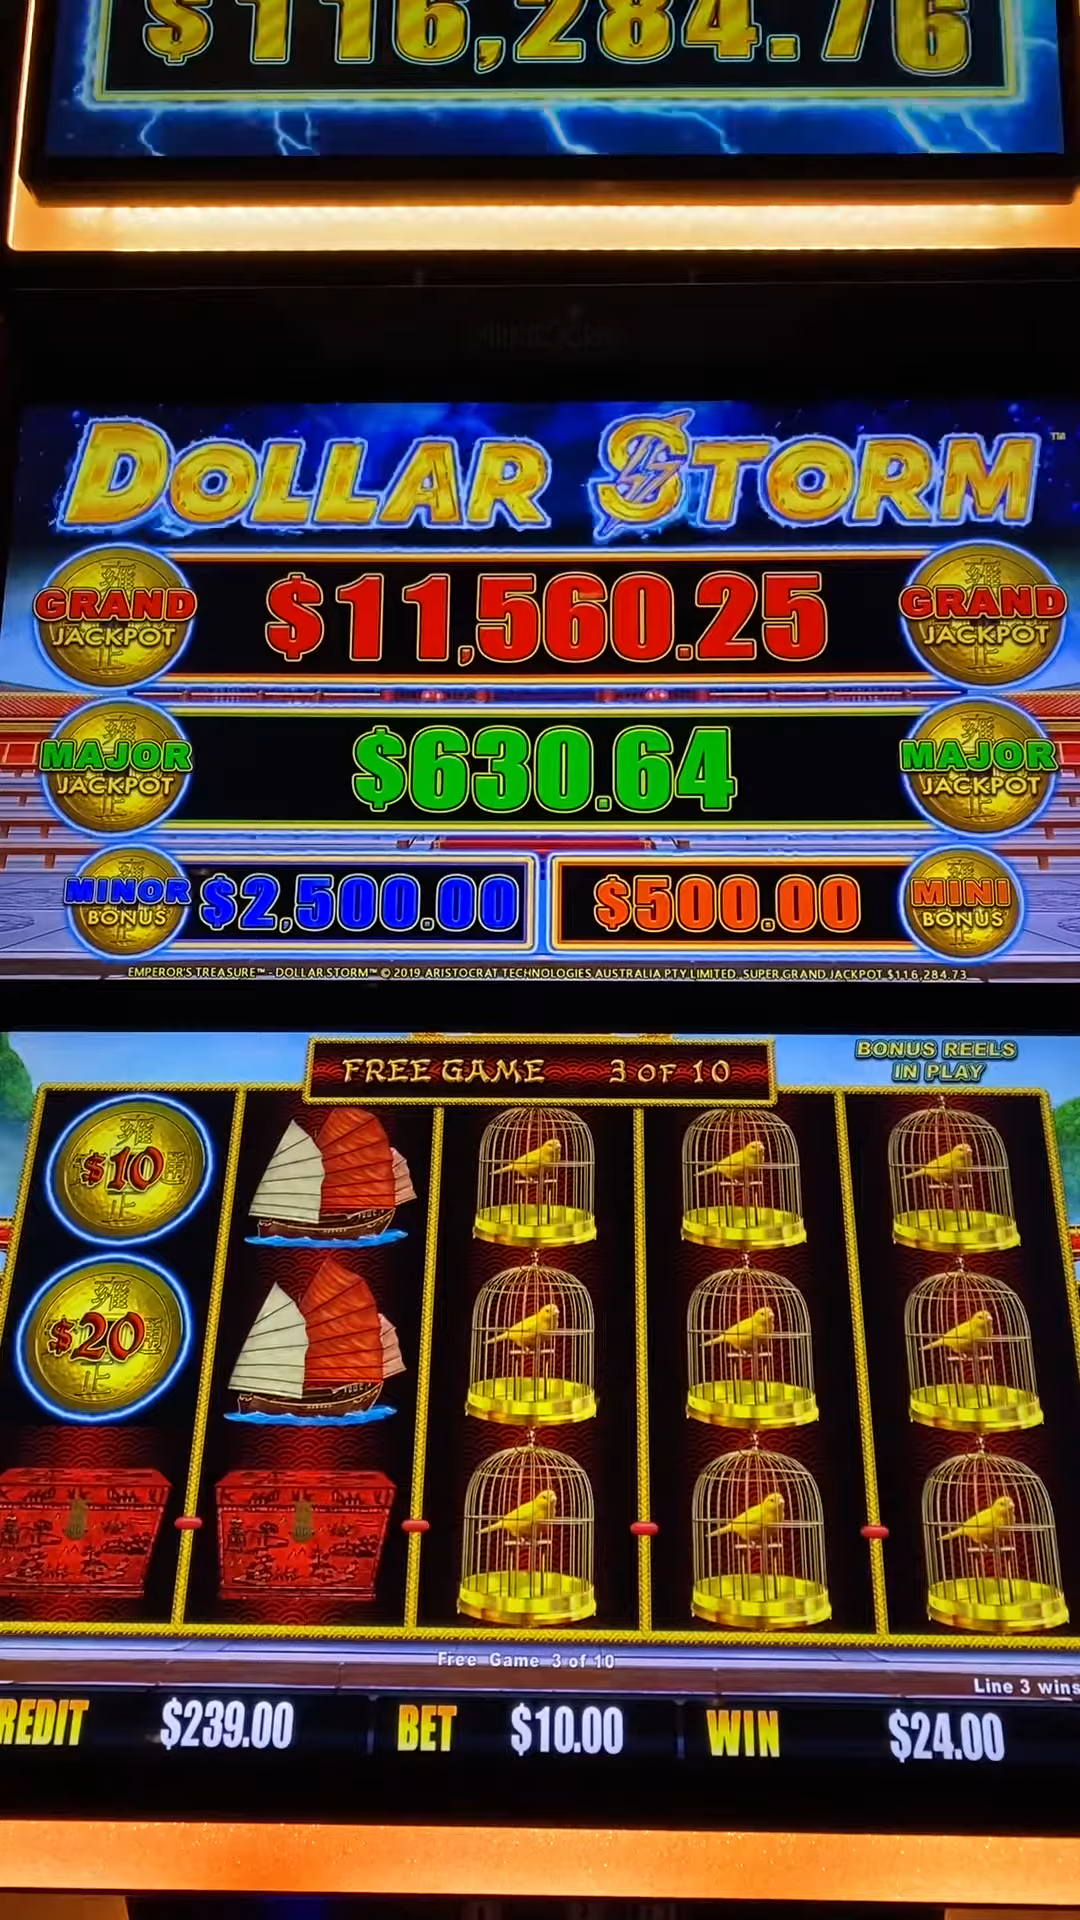 $116,284.76
DOLLAR STORM™
GRAND
JACKPOT
$11,560.25
GRAND
JACKPOT
MAJOR
JACKPOT
$630.64
MAJOR
JACKPOT
MINOR
BONUS
$2,500.00
$500.00
MINI
BONUS
EMPEROR'S TREASURE™ - DOLLAR STORM™ © 2019 ARISTOCRAT TECHNOLOGIES AUSTRALIA PTY LIMITED. SUPER GRAND JACKPOT $116,284.73
FREE GAME 3 OF 10
BONUS REELS
IN PLAY
$10
$20
Free Game 3 of 10
Line 3 wins
REDIT $239.00 BET $10.00 WIN $24.00